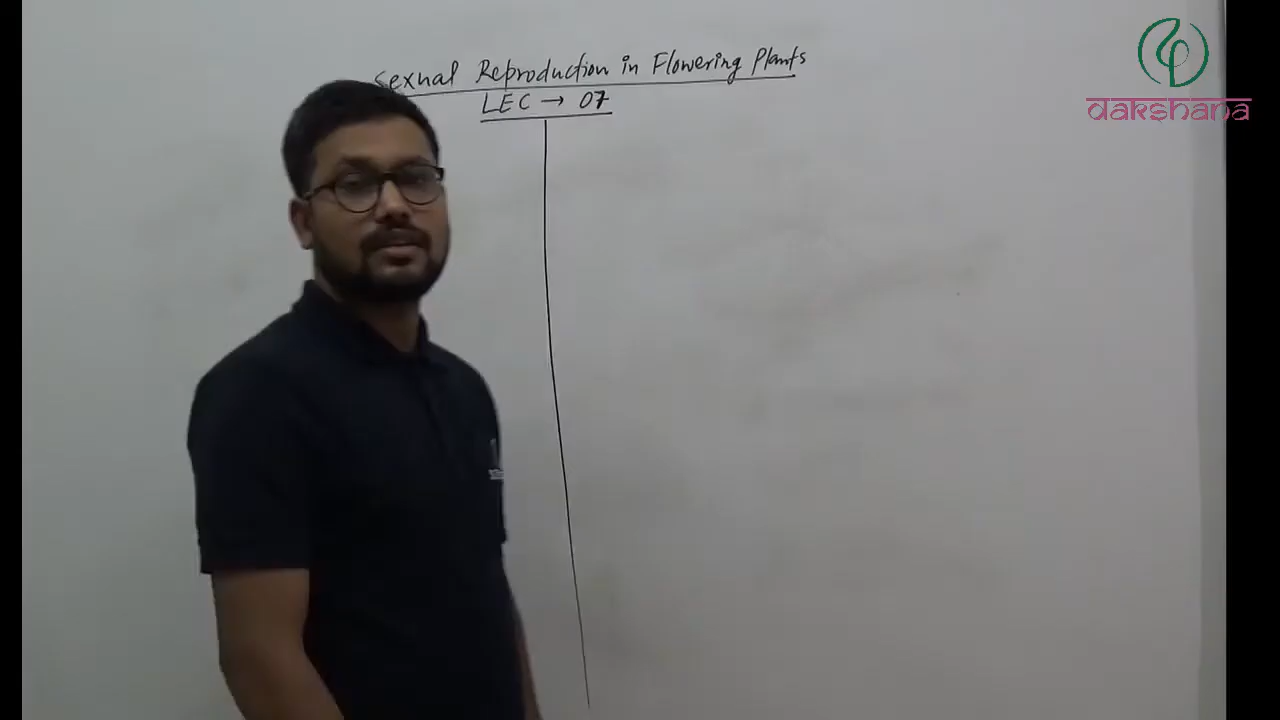 Sexual Reproduction in Flowering Plants
LEC → 07
dakshana